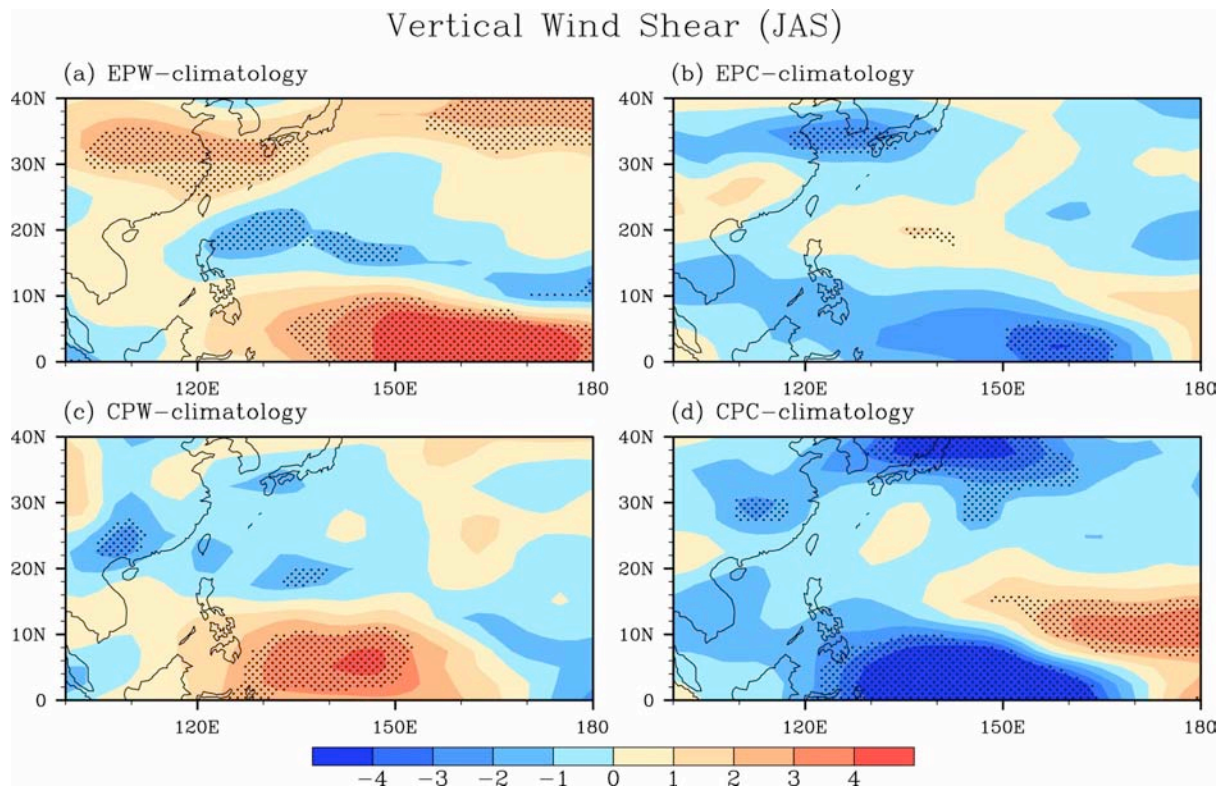 Vertical Wind Shear (JAS)
(a) EPW-climatology
(b) EPC-climatology
40N
30N
20N
10N
0
120E 150E 180
40N
30N
20N
10N
0
120E 150E 180
(c) CPW-climatology
(d) CPC-climatology
40N
30N
20N
10N
0
120E 150E 180
40N
30N
20N
10N
0
120E 150E 180
-4 -3 -2 -1 0 1 2 3 4